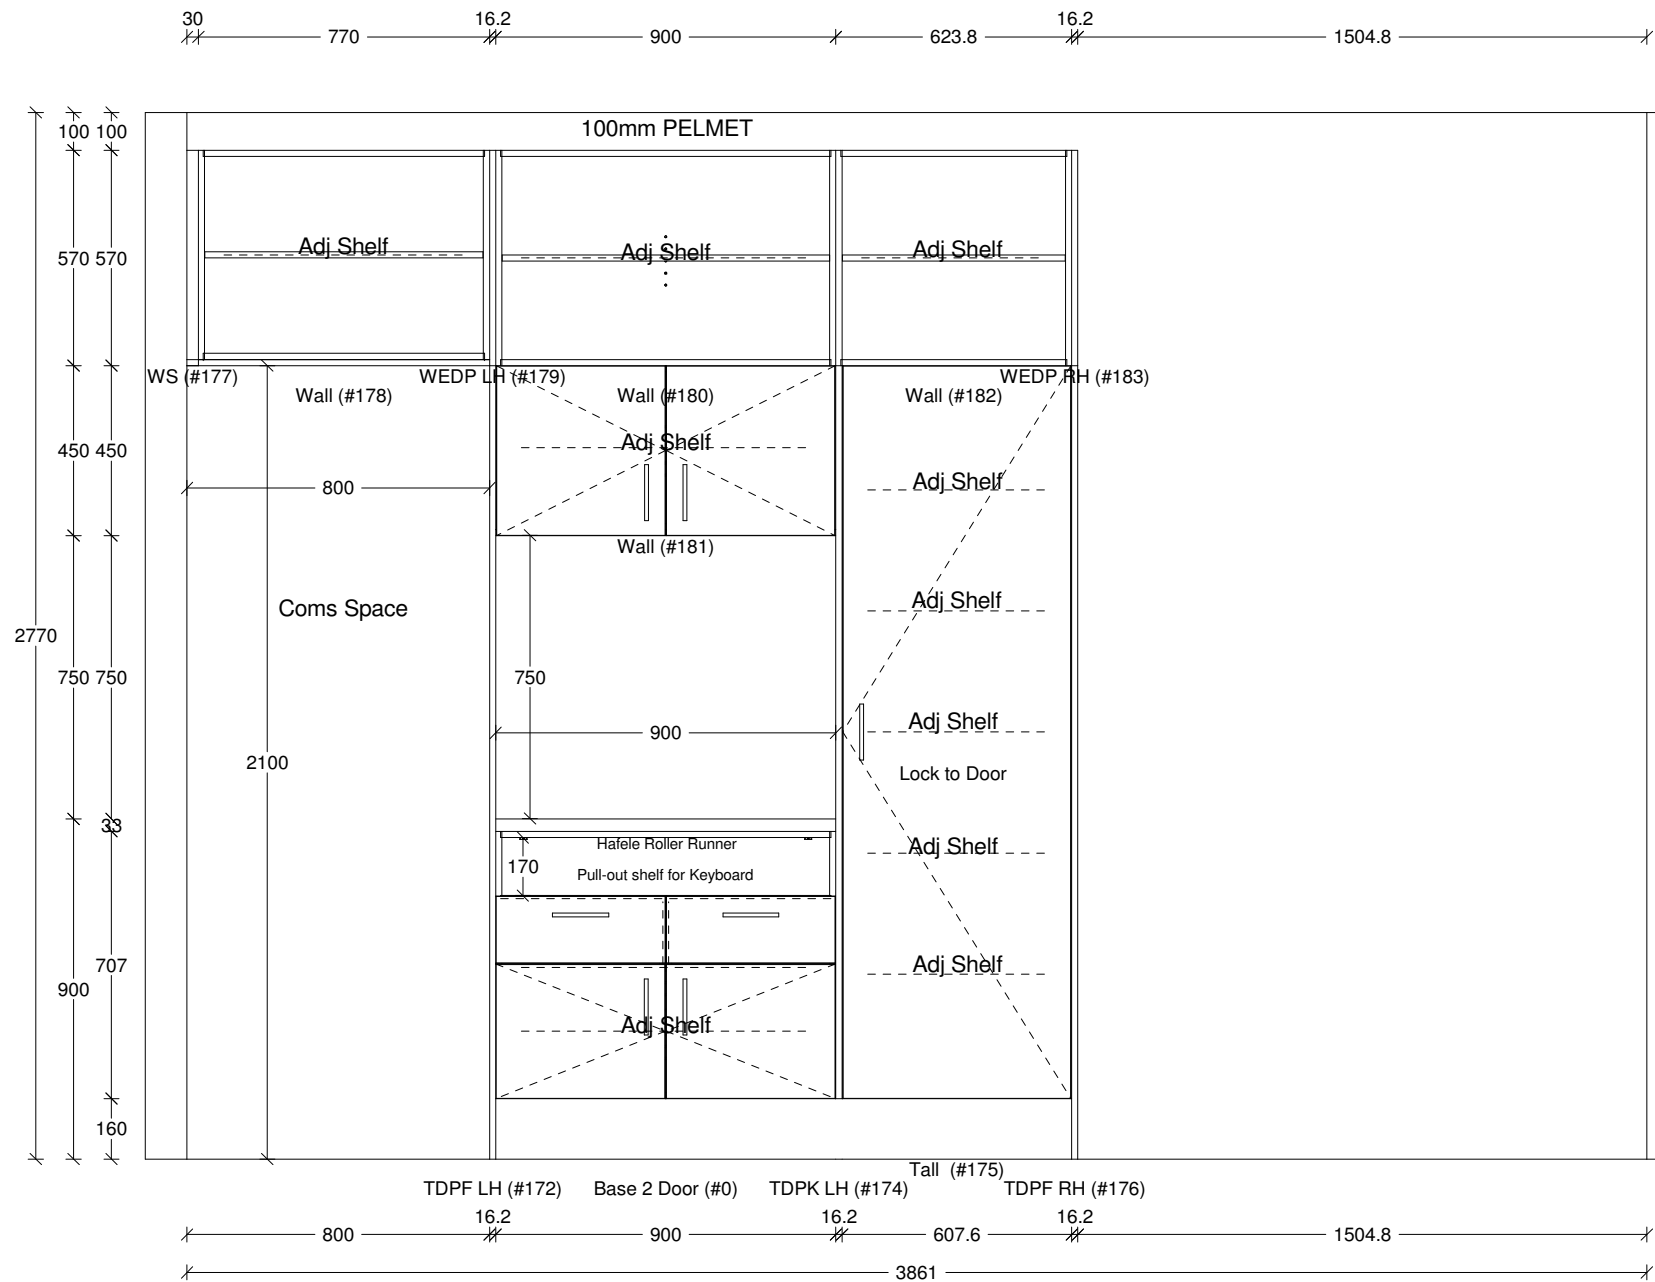 30
16.2
16.2
770
900
623.8
1504.8
100 100
100mm PELMET
Adj Shelf
Adj Shelf
Adj Shelf
570 570
WS (#177)
WEDP LH (#179)
WEDP RH (#183)
Wall (#178)
Wall (#180)
Wall (#182)
450 450
Adj Shelf
Adj Shelf
800
Wall (#181)
Coms Space
Adj Shelf
2770
750 750
750
900
Adj Shelf
2100
Lock to Door
33
Hafele Roller Runner
Adj Shelf
170
Pull-out shelf for Keyboard
707
Adj Shelf
900
Adj Shelf
160
Tall (#175)
TDPF LH (#172)
Base 2 Door (#0)
TDPK LH (#174)
TDPF RH (#176)
16.2
16.2
16.2
800
900
607.6
1504.8
3861